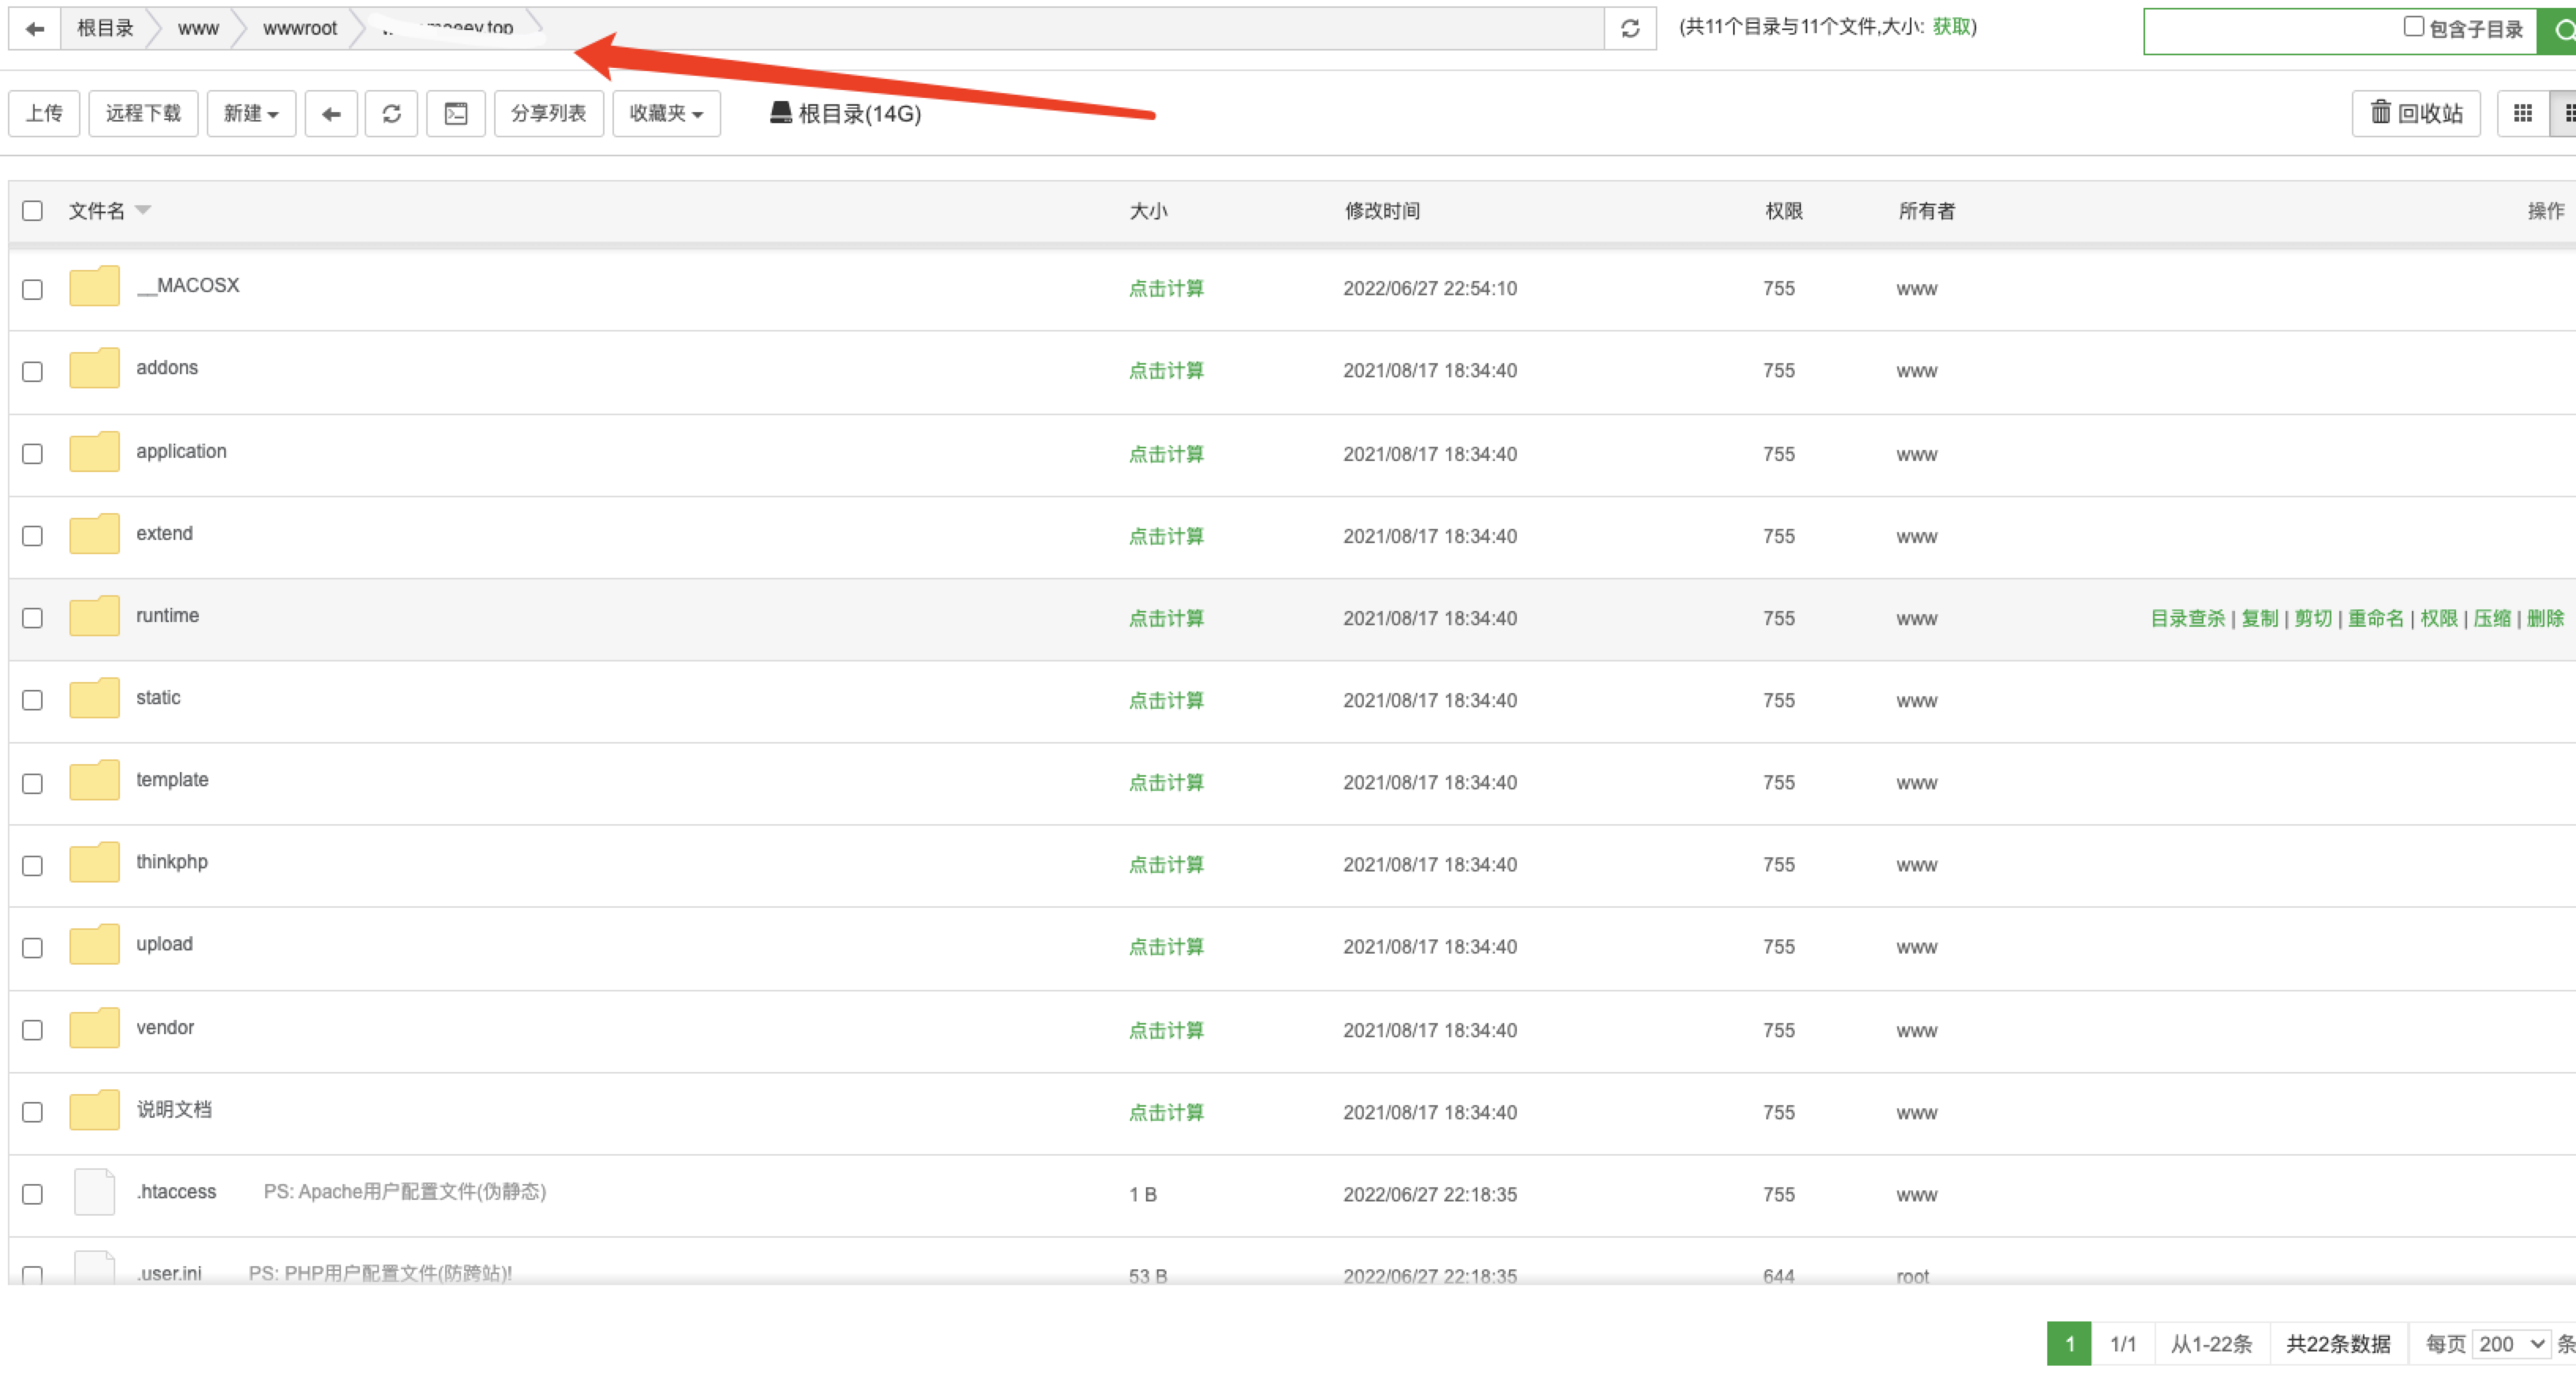 根目录 www wwwroot (共11个目录与11个文件,大小: 获取) 包含子目录
上传 远程下载 新建 分享列表 收藏夹 根目录(14G) 回收站
文件名 大小 修改时间 权限 所有者 操作
__MACOSX 点击计算 2022/06/27 22:54:10 755 www
addons 点击计算 2021/08/17 18:34:40 755 www
application 点击计算 2021/08/17 18:34:40 755 www
extend 点击计算 2021/08/17 18:34:40 755 www
runtime 点击计算 2021/08/17 18:34:40 755 www 目录查杀 | 复制 | 剪切 | 重命名 | 权限 | 压缩 | 删除
static 点击计算 2021/08/17 18:34:40 755 www
template 点击计算 2021/08/17 18:34:40 755 www
thinkphp 点击计算 2021/08/17 18:34:40 755 www
upload 点击计算 2021/08/17 18:34:40 755 www
vendor 点击计算 2021/08/17 18:34:40 755 www
说明文档 点击计算 2021/08/17 18:34:40 755 www
.htaccess PS: Apache用户配置文件(伪静态) 1 B 2022/06/27 22:18:35 755 www
.user.ini PS: PHP用户配置文件(防跨站)! 53 B 2022/06/27 22:18:35 644 root
1 1/1 从1-22条 共22条数据 每页 200 条